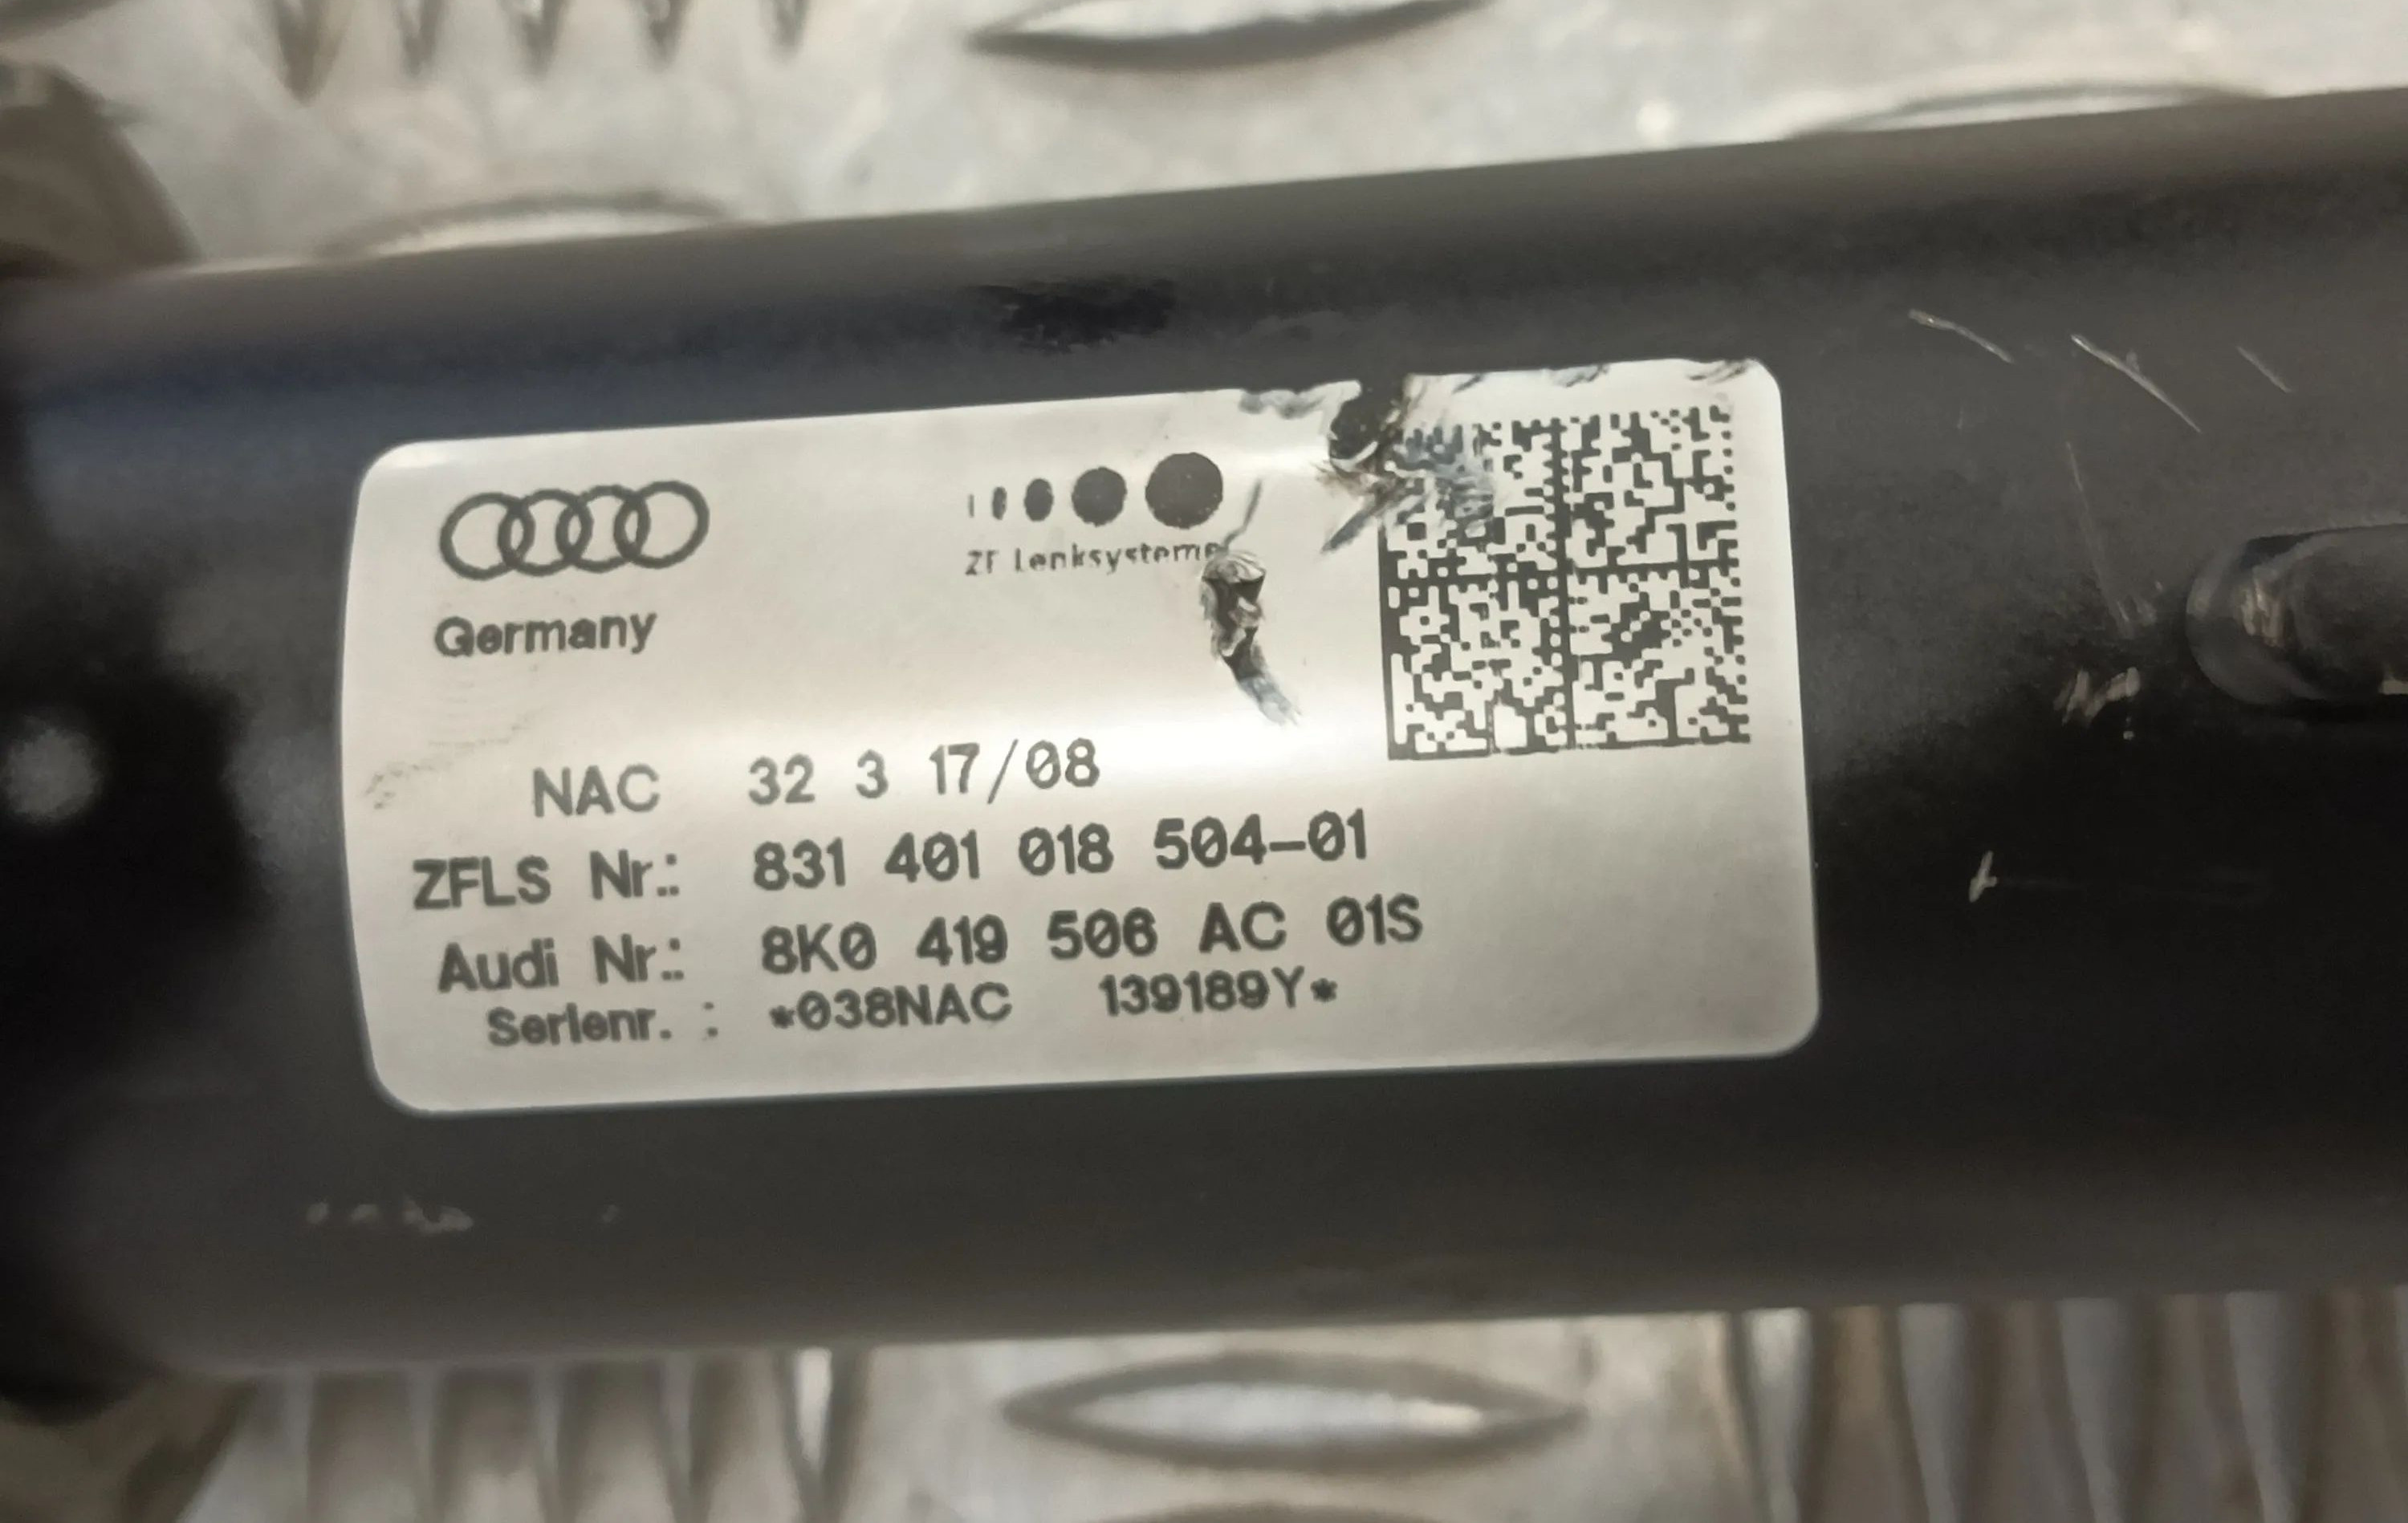 ZF Lenksysteme
Germany
NAC 32 3 17/08
ZFLS Nr.: 831 401 018 504-01
Audi Nr.: 8K0 419 506 AC 01S
Serienr. : *038NAC 139189Y*